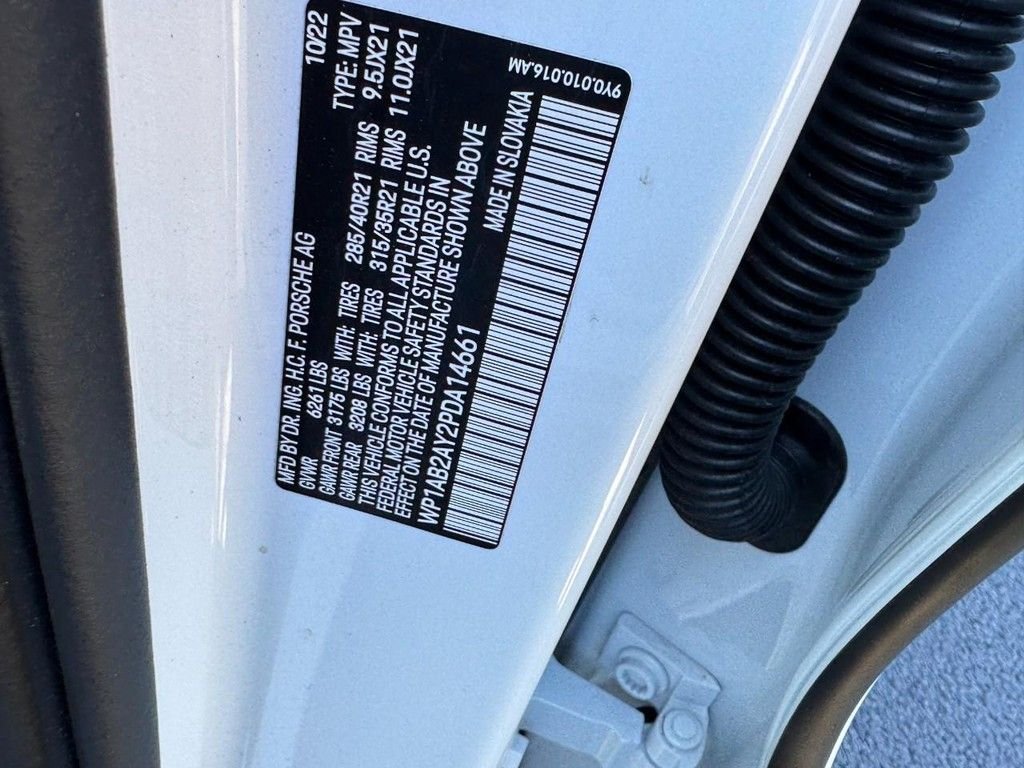 MFD BY DR. ING. H.C. F. PORSCHE AG 10/22
GVWR 6261 LBS TYPE: MPV
GAWR FRONT 3175 LBS WITH: TIRES 285/40R21 RIMS 9.5JX21
GAWR REAR 3208 LBS WITH: TIRES 315/35R21 RIMS 11.0JX21
THIS VEHICLE CONFORMS TO ALL APPLICABLE U.S.
FEDERAL MOTOR VEHICLE SAFETY STANDARDS IN
EFFECT ON THE DATE OF MANUFACTURE SHOWN ABOVE
WP1AB2AY2PDA14661 MADE IN SLOVAKIA
9Y0.010.016.AM